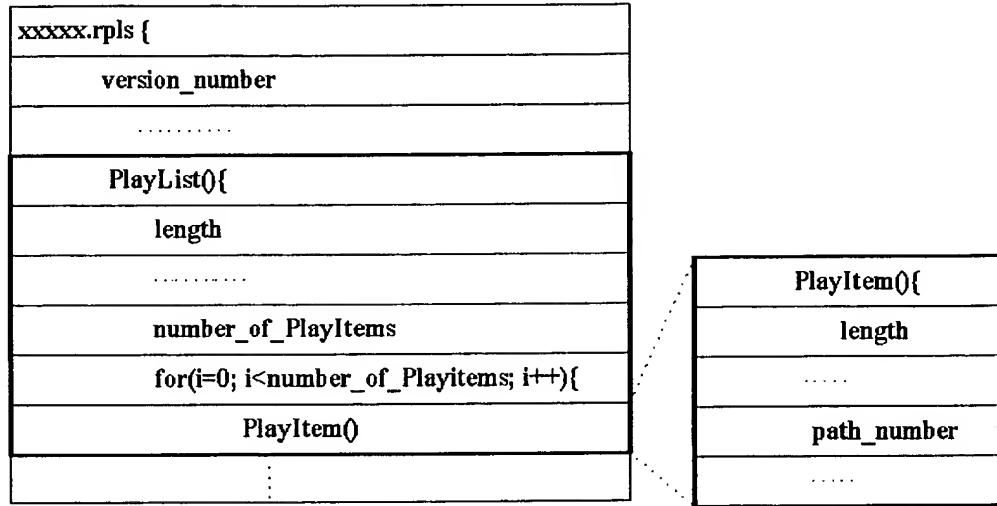 xxxxx.rpls {
version_number
..........
PlayList(){
length
..........
number_of_PlayItems
for(i=0; i<number_of_Playitems; i++){
PlayItem()
PlayItem(){
length
.....
path_number
.....